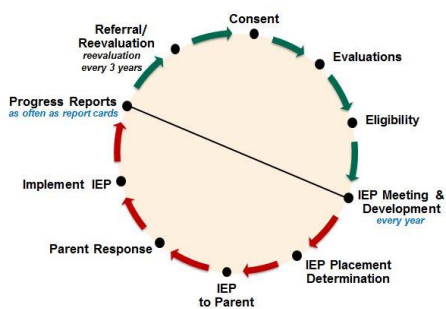 Consent
Referral/
Reevaluation
reevaluation
every 3 years
Evaluations
Progress Reports
as often as report cards
Eligibility
Implement IEP
IEP Meeting &
Development
every year
Parent Response
IEP Placement
Determination
IEP
to Parent